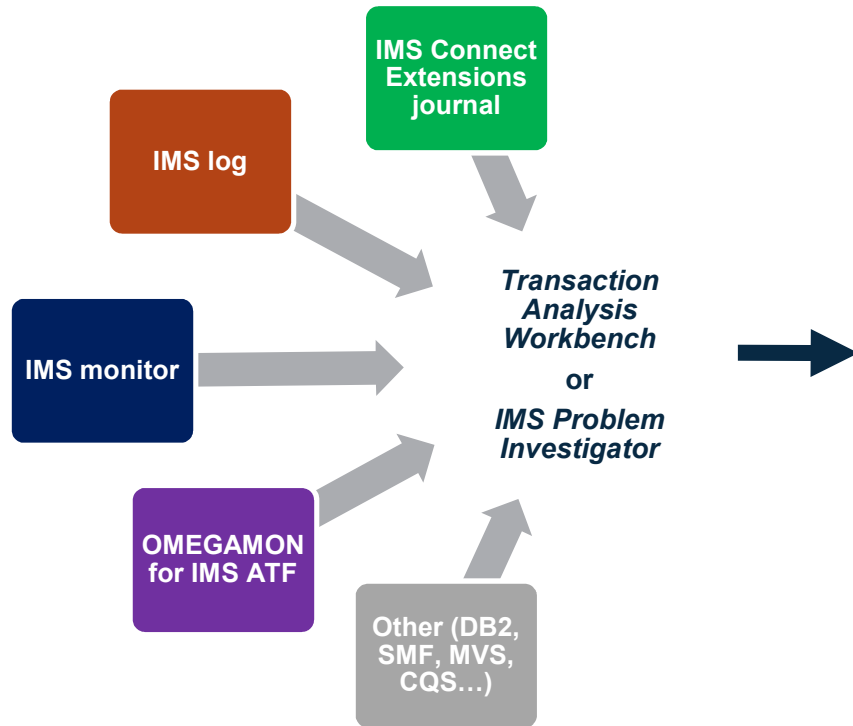 IMS Connect
Extensions
journal
IMS log
IMS monitor
OMEGAMON
for IMS ATF
Other (DB2,
SMF, MVS,
CQS…)
Transaction
Analysis
Workbench
or
IMS Problem
Investigator